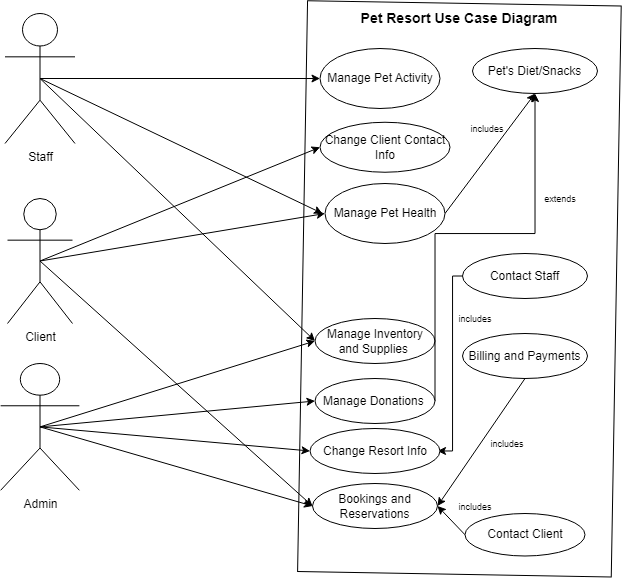 Pet Resort Use Case Diagram
Manage Pet Activity
Pet's Diet/Snacks
includes
Staff
Change Client Contact
Info
Manage Pet Health
extends
Contact Staff
includes
Client
Manage Inventory
and Supplies
Billing and Payments
Manage Donations
Change Resort Info
includes
Admin
Bookings and
Reservations
includes
Contact Client